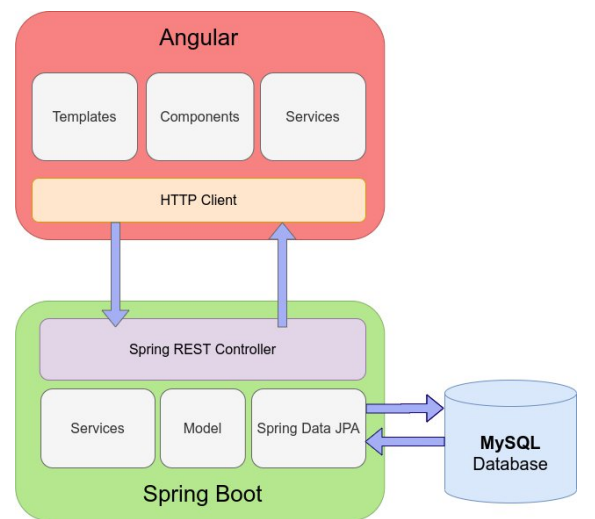 Angular
Templates
Components
Services
HTTP Client
Spring REST Controller
Services
Model
Spring Data JPA
MySQL
Database
Spring Boot